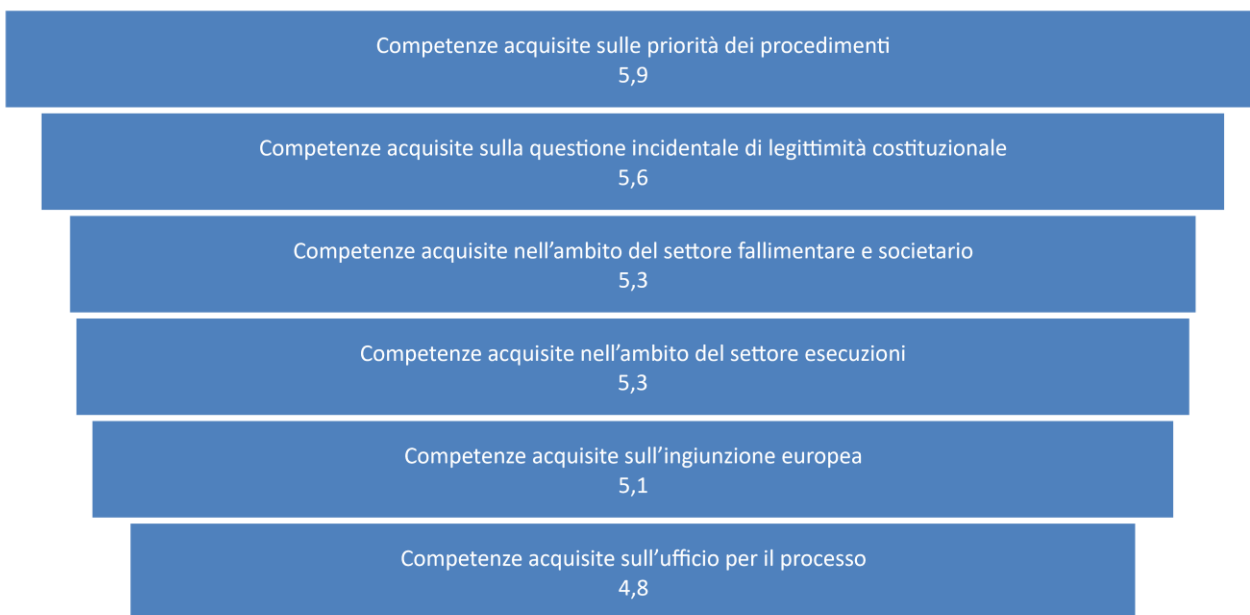 Competenze acquisite sulle priorità dei procedimenti
5,9
Competenze acquisite sulla questione incidentale di legittimità costituzionale
5,6
Competenze acquisite nell’ambito del settore fallimentare e societario
5,3
Competenze acquisite nell’ambito del settore esecuzioni
5,3
Competenze acquisite sull’ingiunzione europea
5,1
Competenze acquisite sull’ufficio per il processo
4,8